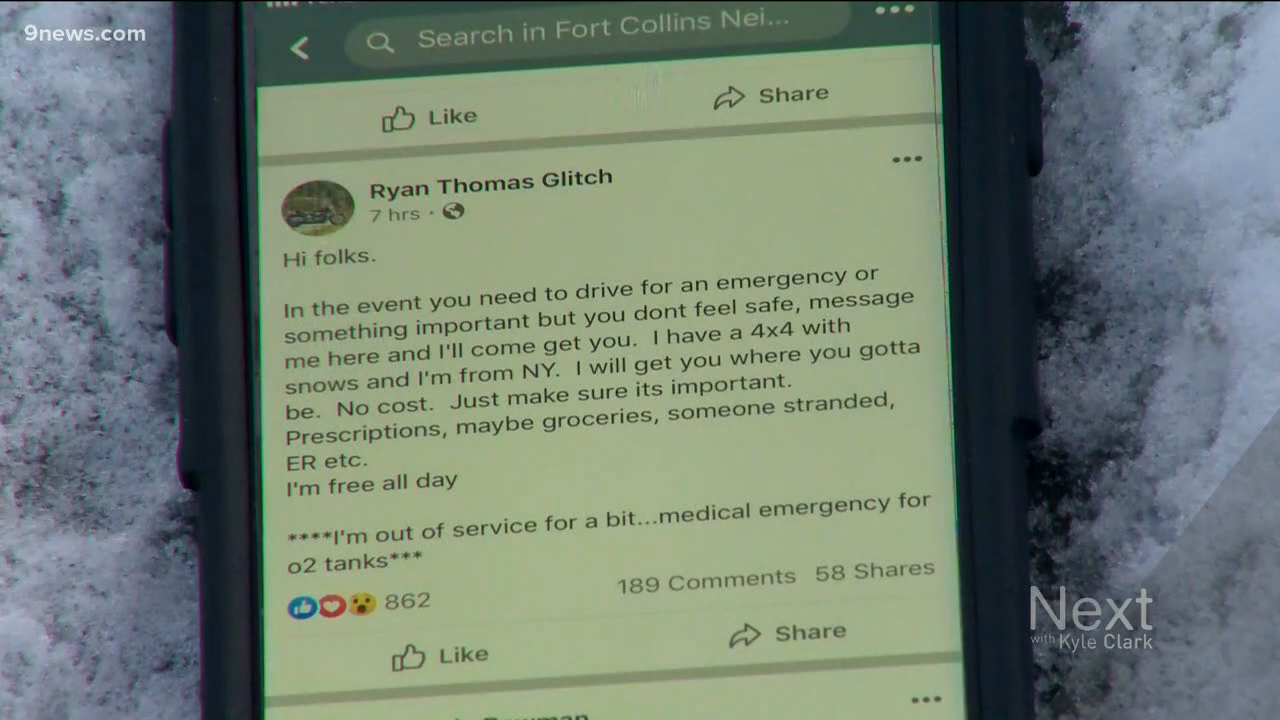 9news.com
Search in Fort Collins Nei...
Like
Share
Ryan Thomas Glitch
7 hrs ·
Hi folks.
In the event you need to drive for an emergency or
something important but you dont feel safe, message
me here and I'll come get you. I have a 4x4 with
snows and I'm from NY. I will get you where you gotta
be. No cost. Just make sure its important.
Prescriptions, maybe groceries, someone stranded,
ER etc.
I'm free all day
****I'm out of service for a bit...medical emergency for
o2 tanks***
862
189 Comments 58 Shares
Like
Share
Next
with Kyle Clark